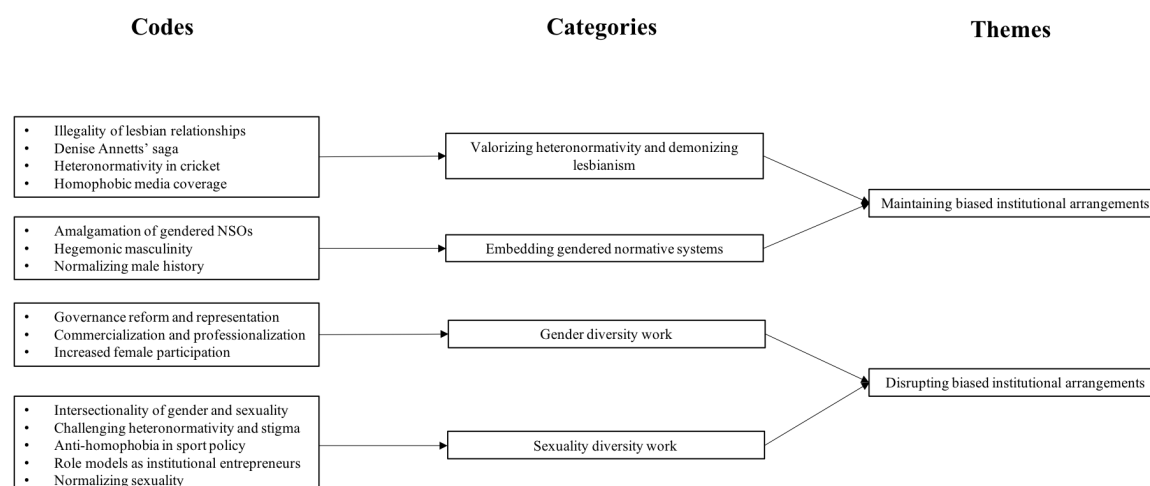 Codes
Categories
Themes
• Illegality of lesbian relationships
• Denise Annetts' saga
• Heteronormativity in cricket
• Homophobic media coverage
Valorizing heteronormativity and demonizing
lesbianism
Maintaining biased institutional arrangements
• Amalgamation of gendered NSOs
• Hegemonic masculinity
• Normalizing male history
Embedding gendered normative systems
• Governance reform and representation
• Commercialization and professionalization
• Increased female participation
Gender diversity work
Disrupting biased institutional arrangements
• Intersectionality of gender and sexuality
• Challenging heteronormativity and stigma
• Anti-homophobia in sport policy
• Role models as institutional entrepreneurs
• Normalizing sexuality
Sexuality diversity work